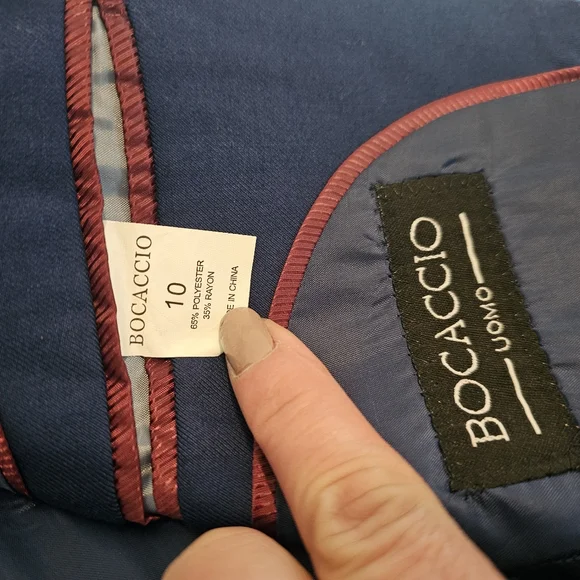 BOCACCIO
10
65% POLYESTER
35% RAYON
IN CHINA
BOCACCIO
UOMO